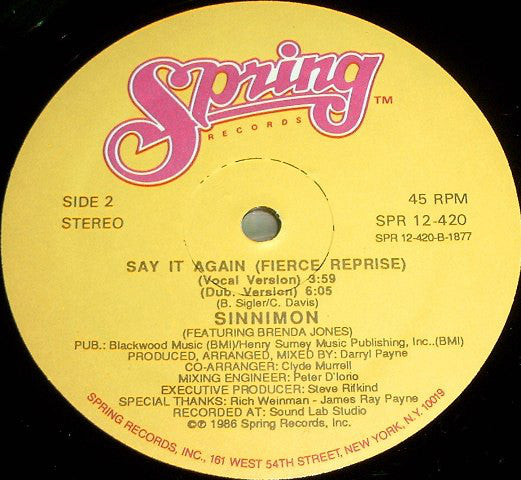 Spring
RECORDS
TM
SIDE 2
STEREO
45 RPM
SPR 12-420
SPR 12-420-B-1877
SAY IT AGAIN (FIERCE REPRISE)
(Vocal Version) 3:59
(Dub. Version) 6:05
(B. Sigler/C. Davis)
SINNIMON
(FEATURING BRENDA JONES)
PUB.: Blackwood Music (BMI)/Henry Sumey Music Publishing, Inc..(BMI)
PRODUCED, ARRANGED, MIXED BY: Darryl Payne
CO-ARRANGER: Clyde Murrell
MIXING ENGINEER: Peter D'Iorio
EXECUTIVE PRODUCER: Steve Rifkind
SPECIAL THANKS: Rich Weinman - James Ray Payne
RECORDED AT: Sound Lab Studio
©℗ 1986 Spring Records, Inc.
SPRING RECORDS, INC., 161 WEST 54TH STREET, NEW YORK, N.Y. 10019